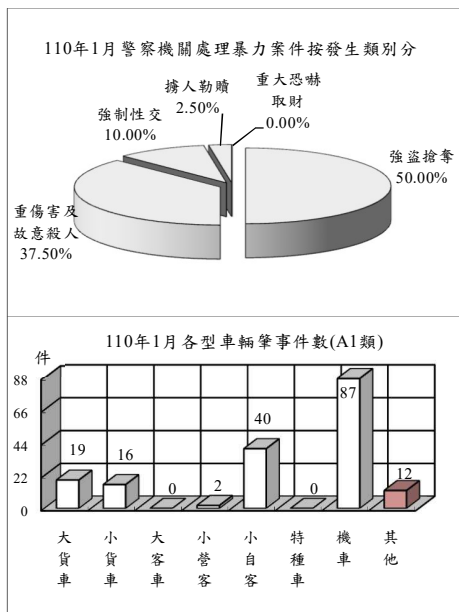 110年1月警察機關處理暴力案件按發生類別分
擄人勒贖
2.50%
重大恐嚇
取財
0.00%
強制性交
10.00%
強盜搶奪
50.00%
重傷害及
故意殺人
37.50%
110年1月各型車輛肇事件數(A1類)
件
88
66
44
22
0
19
16
0
2
40
0
87
12
大貨車
小貨車
大客車
小營客
小自客
特種車
機車
其他